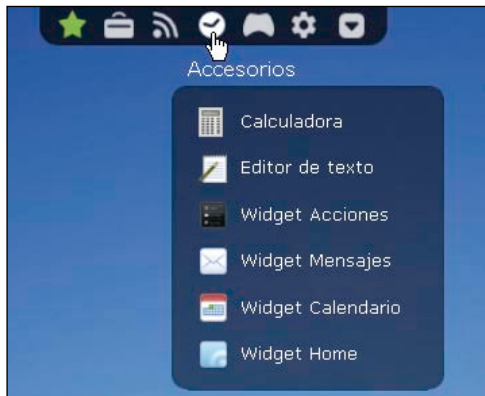 Accesorios
Calculadora
Editor de texto
Widget Acciones
Widget Mensajes
Widget Calendario
Widget Home